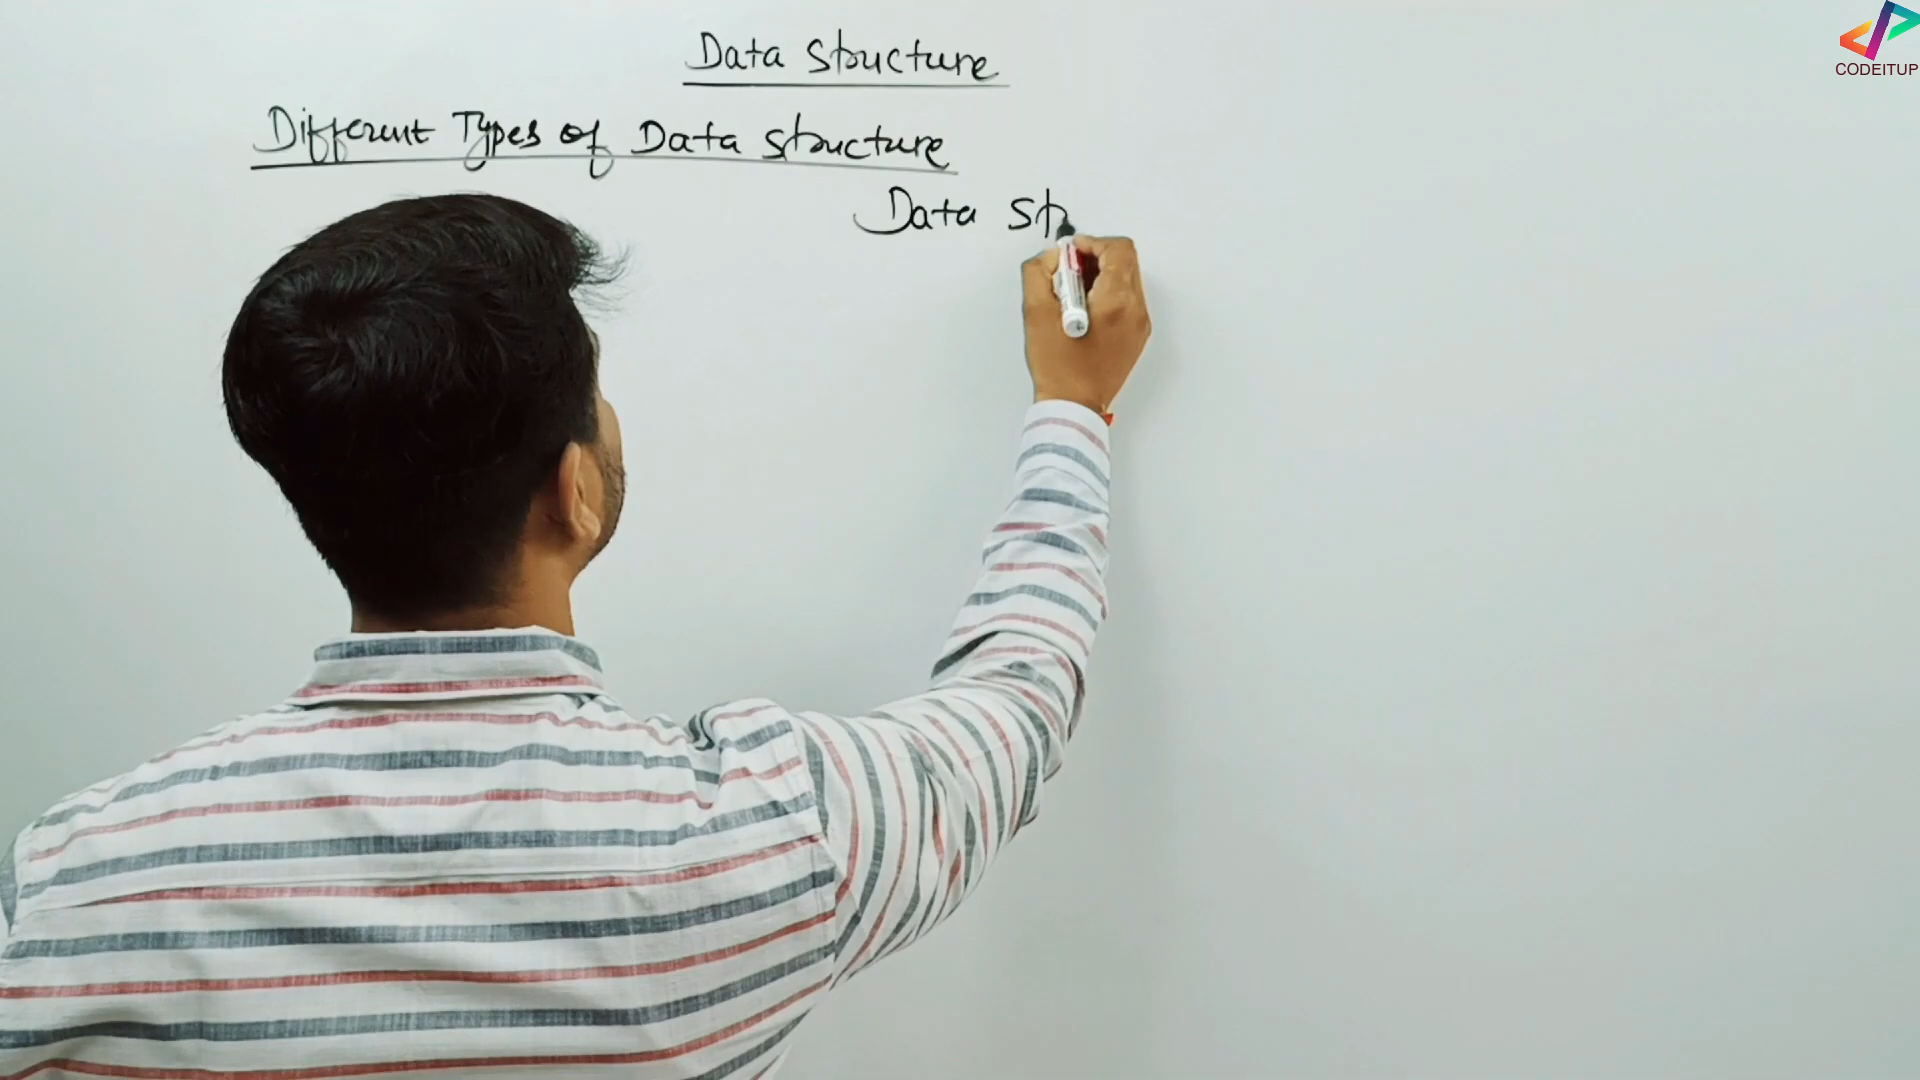 Data Structure
Different Types of Data Structure
Data St
CODEITUP